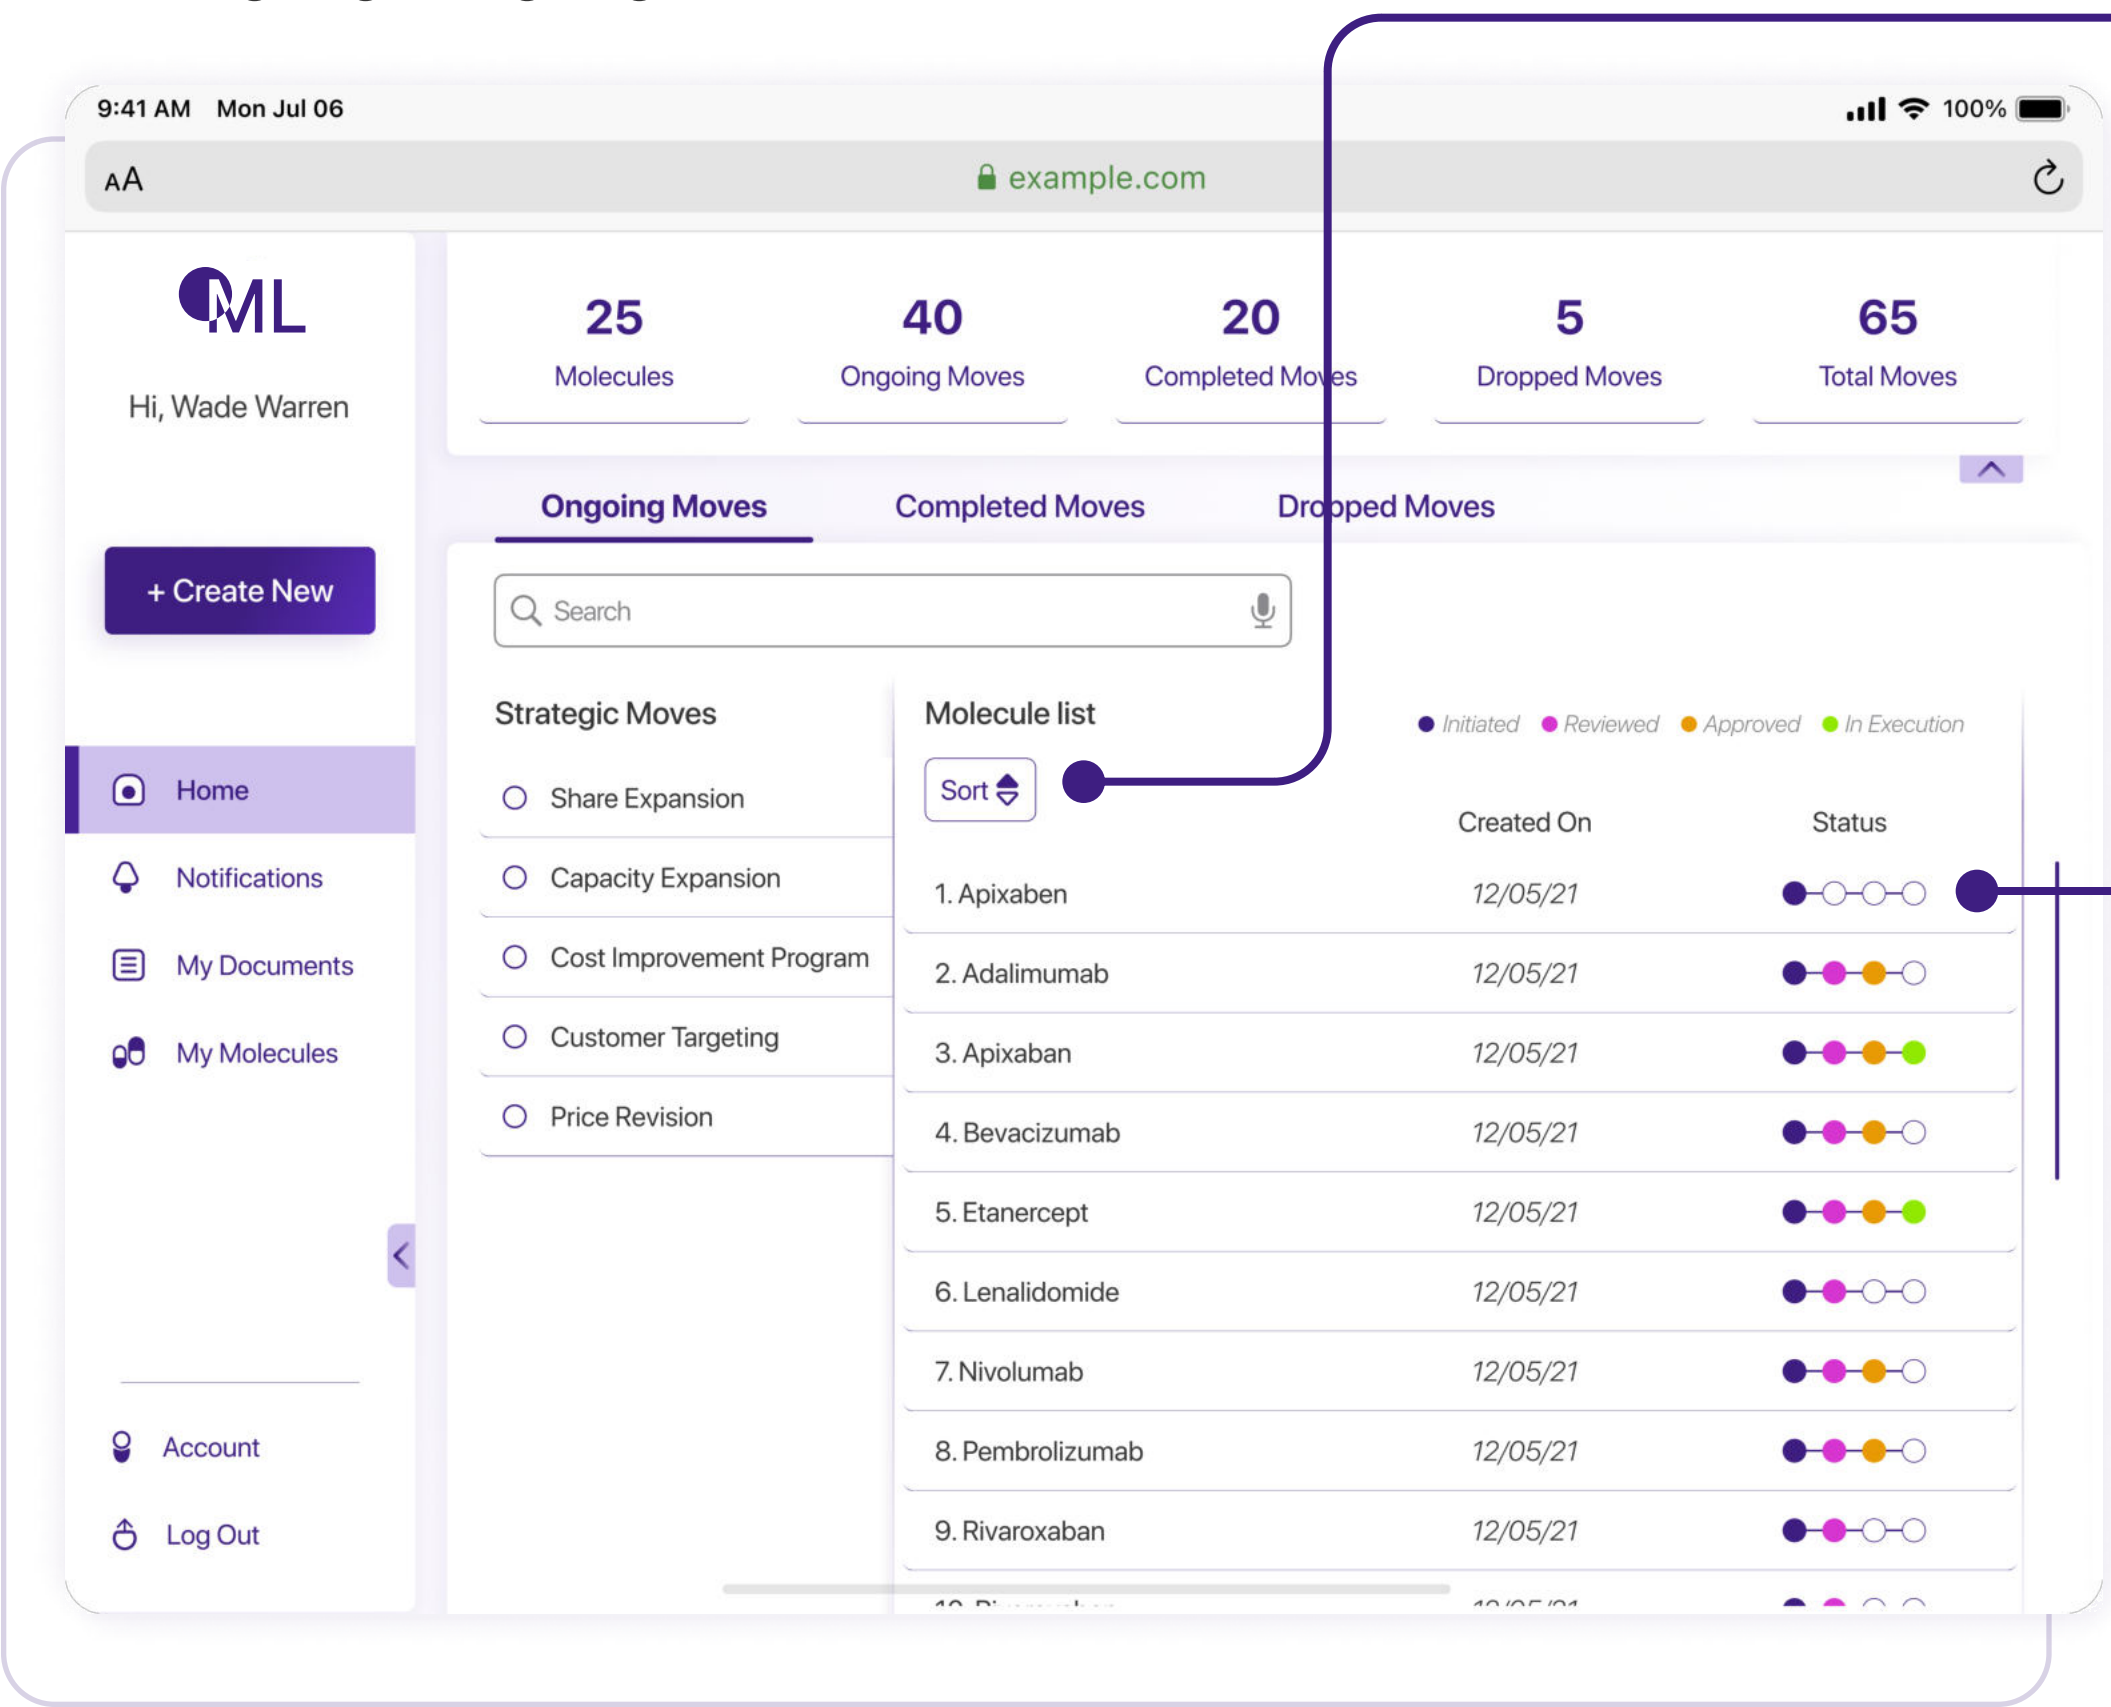 9:41 AM Mon Jul 06
100%
AA
example.com
ML
Hi, Wade Warren
25
Molecules
40
Ongoing Moves
20
Completed Moves
5
Dropped Moves
65
Total Moves
Ongoing Moves
Completed Moves
Dropped Moves
+ Create New
Search
Home
Notifications
My Documents
My Molecules
Account
Log Out
Strategic Moves
Share Expansion
Capacity Expansion
Cost Improvement Program
Customer Targeting
Price Revision
Molecule list
Initiated Reviewed Approved In Execution
Sort
Created On Status
1. Apixaben 12/05/21
2. Adalimumab 12/05/21
3. Apixaban 12/05/21
4. Bevacizumab 12/05/21
5. Etanercept 12/05/21
6. Lenalidomide 12/05/21
7. Nivolumab 12/05/21
8. Pembrolizumab 12/05/21
9. Rivaroxaban 12/05/21